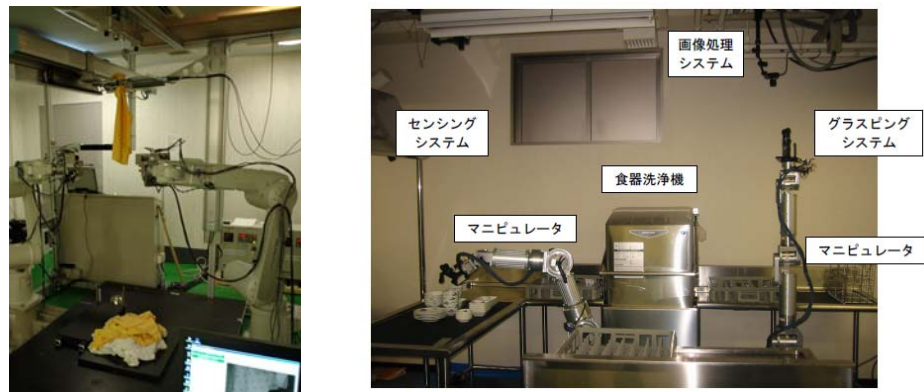 画像処理
システム
センシング
システム
グラスピング
システム
食器洗浄機
マニピュレータ
マニピュレータ